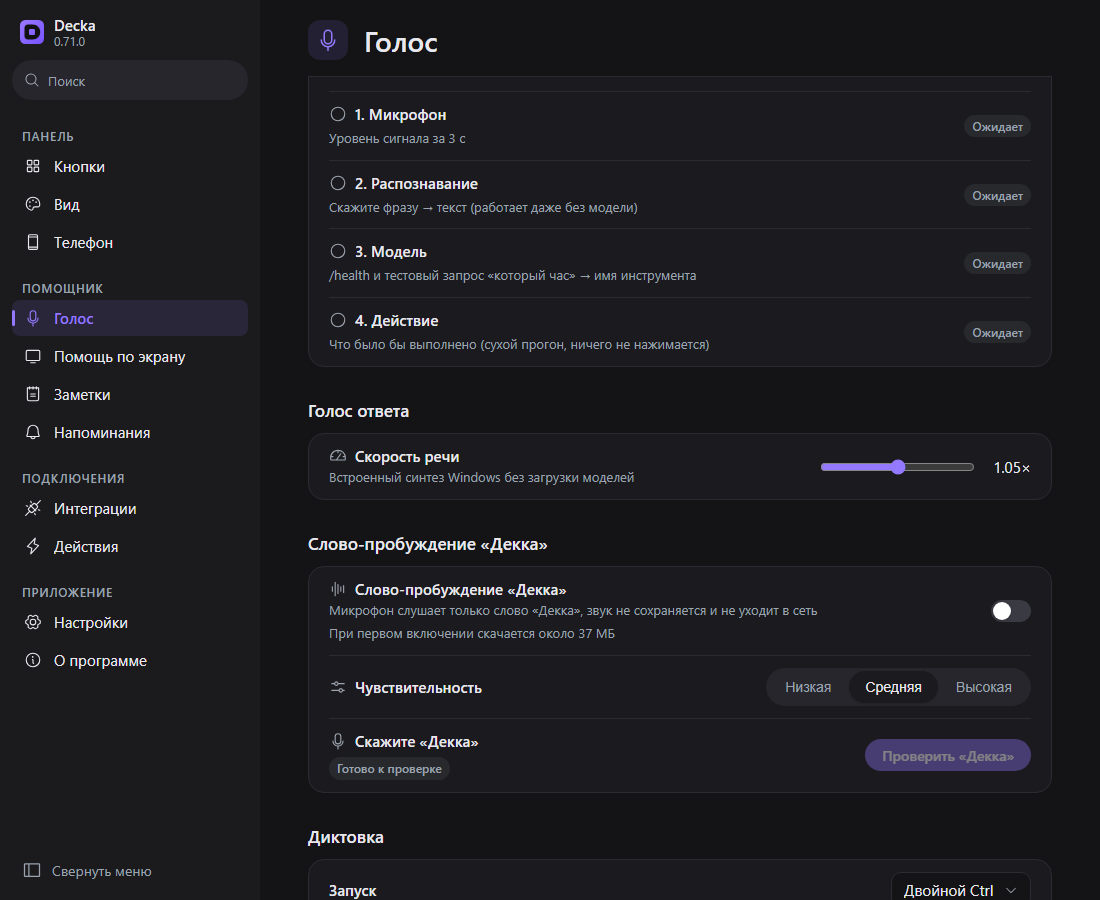 Decka
0.71.0
Поиск
ПАНЕЛЬ
Кнопки
Вид
Телефон
ПОМОЩНИК
Голос
Помощь по экрану
Заметки
Напоминания
ПОДКЛЮЧЕНИЯ
Интеграции
Действия
ПРИЛОЖЕНИЕ
Настройки
О программе
Свернуть меню
Голос
1. Микрофон
Уровень сигнала за 3 с
Ожидает
2. Распознавание
Скажите фразу → текст (работает даже без модели)
Ожидает
3. Модель
/health и тестовый запрос «который час» → имя инструмента
Ожидает
4. Действие
Что было бы выполнено (сухой прогон, ничего не нажимается)
Ожидает
Голос ответа
Скорость речи
Встроенный синтез Windows без загрузки моделей
1.05×
Слово-пробуждение «Декка»
Слово-пробуждение «Декка»
Микрофон слушает только слово «Декка», звук не сохраняется и не уходит в сеть
При первом включении скачается около 37 МБ
Чувствительность
Низкая Средняя Высокая
Скажите «Декка»
Готово к проверке
Проверить «Декка»
Диктовка
Запуск
Двойной Ctrl